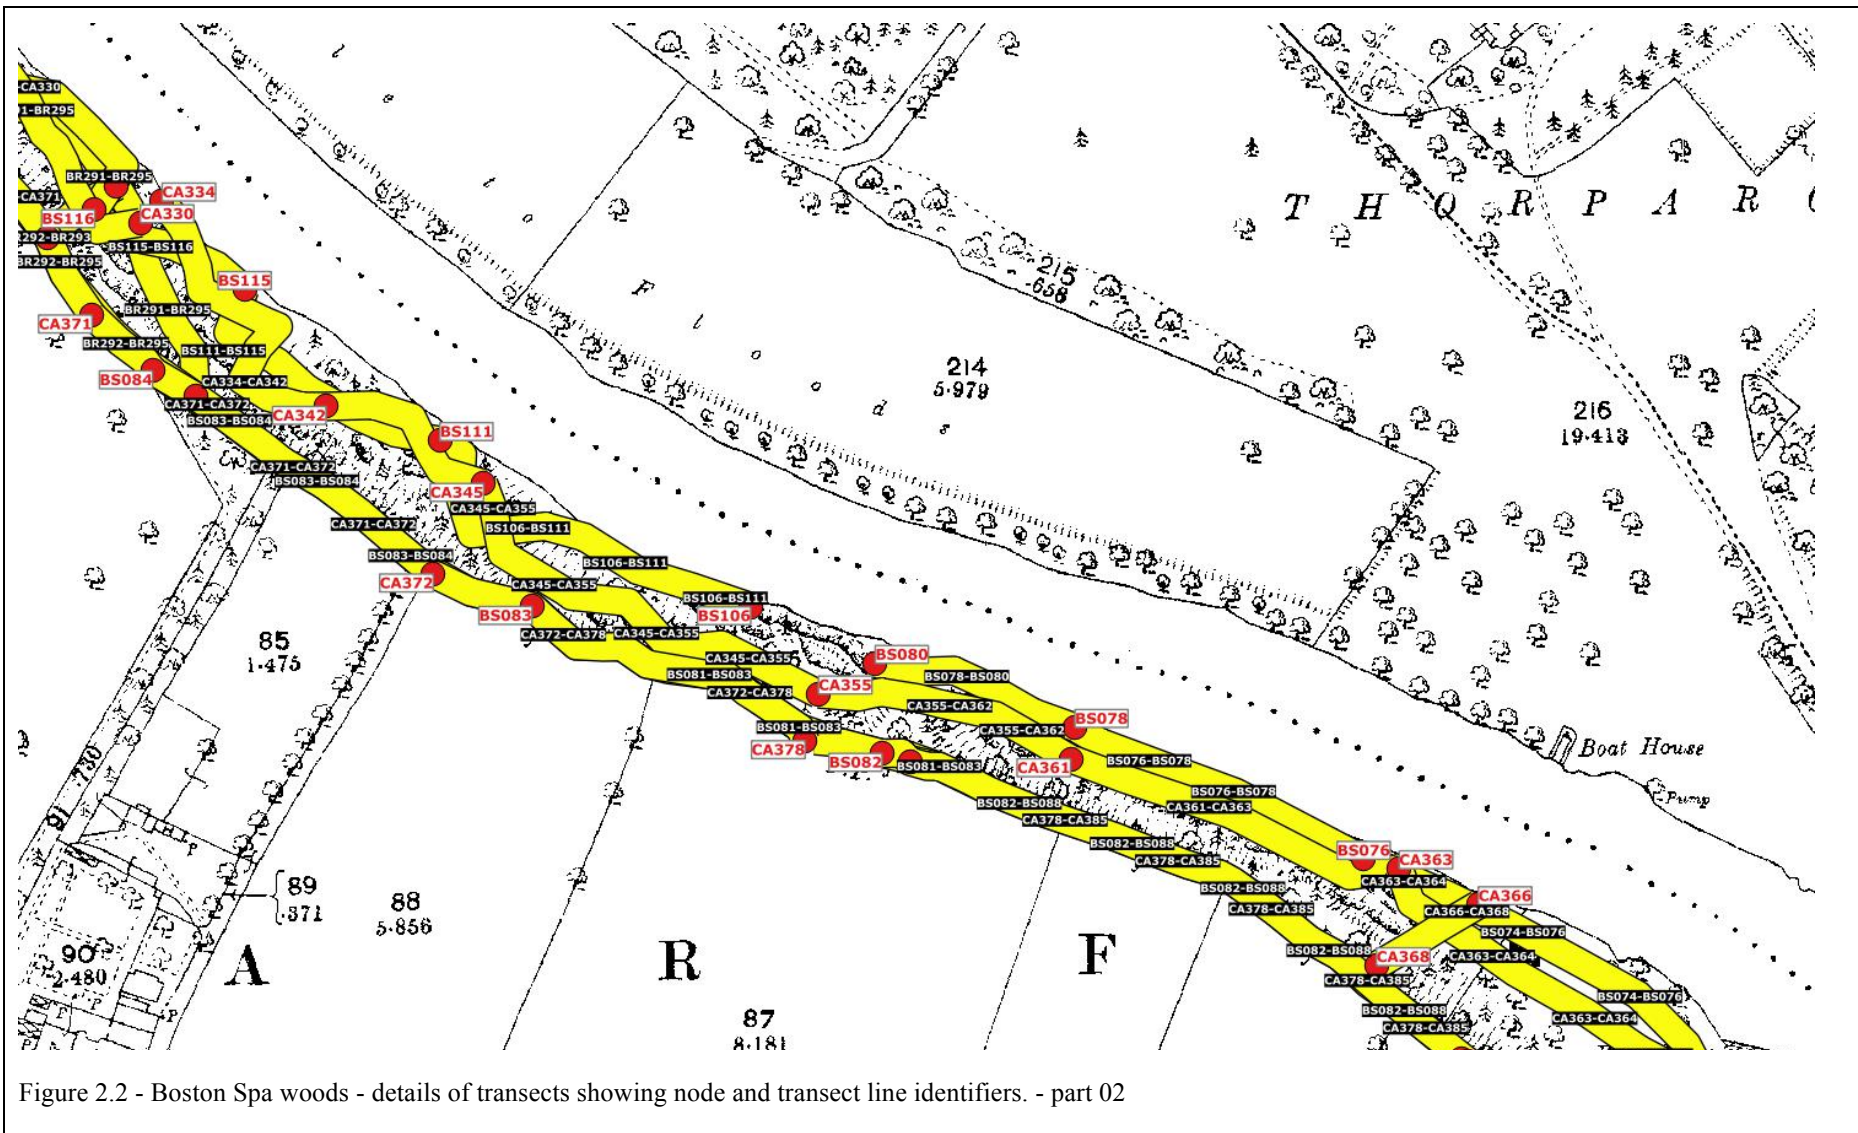 -CA330
01-BR295
BR291-BR295
CA334
-CA371
BS116
CA330
292-BR293
BS115-BS116
BR292-BR295
BS115
CA371
BR291-BR295
BR292-BR295
BS111-BS115
BS084
CA334-CA342
CA371-CA372
CA342
BS083-BS084
BS111
CA371-CA372
BS083-BS084
CA345
CA345-CA355
CA371-CA372
BS106-BS111
BS083-BS084
BS106-BS111
CA372
CA345-CA355
BS106-BS111
BS083
BS106
CA372-CA378
CA345-CA355
CA345-CA355
BS080
BS081-BS083
BS078-BS080
CA355
CA372-CA378
CA355-CA362
BS081-BS083
CA355-CA362
BS078
CA378
BS082
BS081-BS083
CA361
BS076-BS078
BS076-BS078
BS082-BS088
CA361-CA363
CA378-CA385
BS082-BS088
BS076
CA363
CA378-CA385
CA363-CA364
BS082-BS088
CA366
CA378-CA385
CA366-CA368
BS074-BS076
BS082-BS088
CA368
CA363-CA364
CA378-CA385
BS074-BS076
BS082-BS088
CA363-CA364
CA378-CA385
T H O R P A R
F l o o d s
215
.658
214
5.979
216
19.413
Boat House
Pump
85
1.475
91
.730
89
.371
88
5.856
90
2.480
87
8.181
A R F
Figure 2.2 - Boston Spa woods - details of transects showing node and transect line identifiers. - part 02